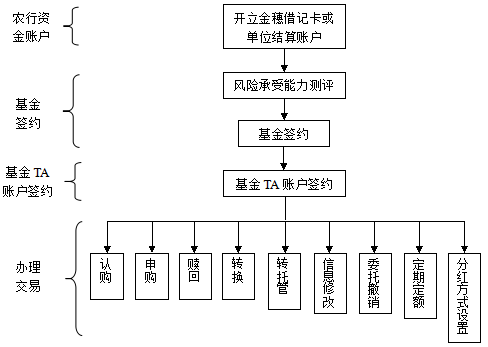 农行资
金账户
开立金穗借记卡或
单位结算账户
基金
签约
风险承受能力测评
基金签约
基金 TA
账户签约
基金 TA 账户签约
办理
交易
认购
申购
赎回
转换
转托管
信息修改
委托撤销
定期定额
分红方式设置